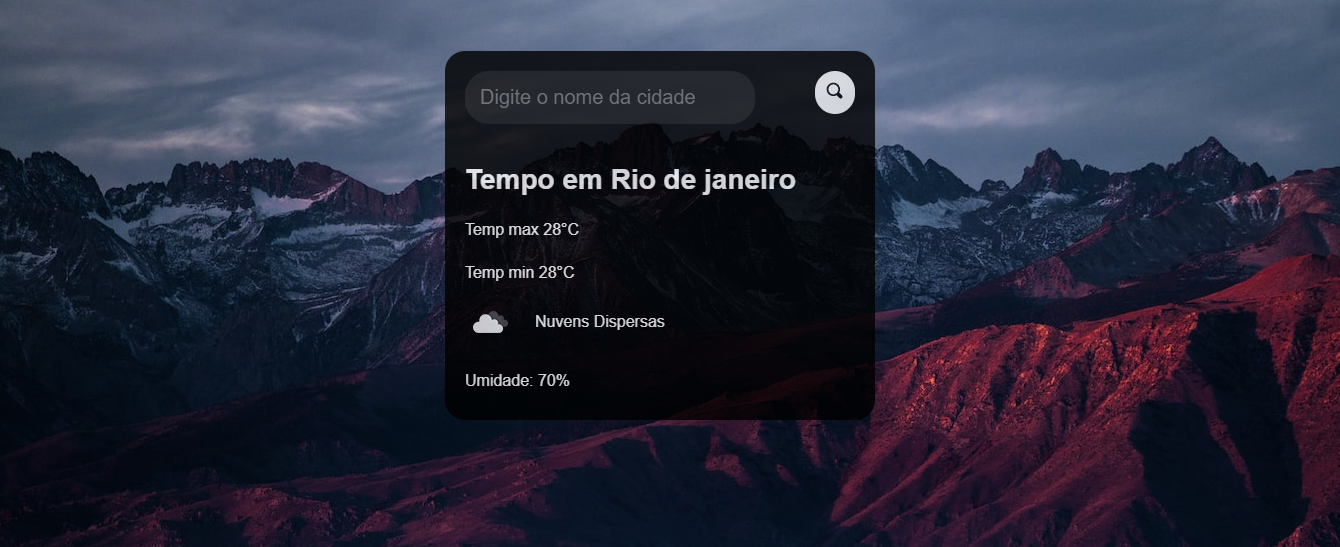 Digite o nome da cidade
Tempo em Rio de janeiro
Temp max 28°C
Temp min 28°C
Nuvens Dispersas
Umidade: 70%